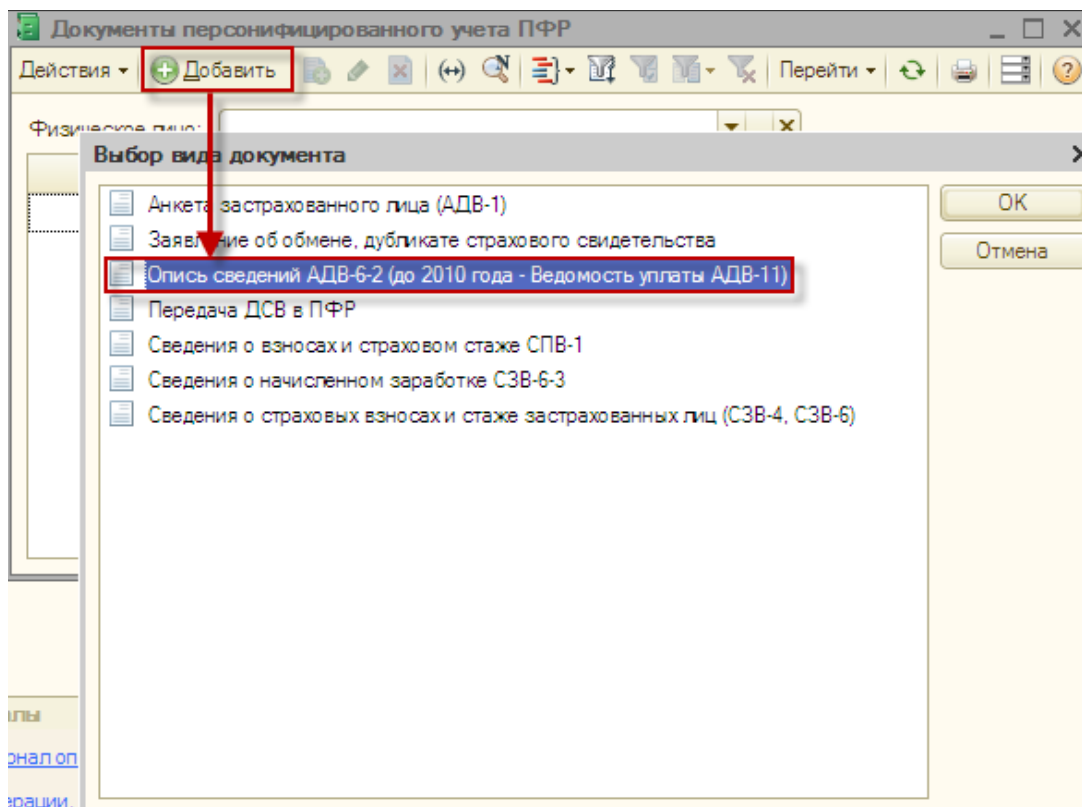 Документы персонифицированного учета ПФР
Действия Добавить Перейти
Физическое лицо:
Выбор вида документа
Анкета застрахованного лица (АДВ-1)
Заявление об обмене, дубликате страхового свидетельства
Опись сведений АДВ-6-2 (до 2010 года - Ведомость уплаты АДВ-11)
Передача ДСВ в ПФР
Сведения о взносах и страховом стаже СПВ-1
Сведения о начисленном заработке СЗВ-6-3
Сведения о страховых взносах и стаже застрахованных лиц (СЗВ-4, СЗВ-6)
OK
Отмена